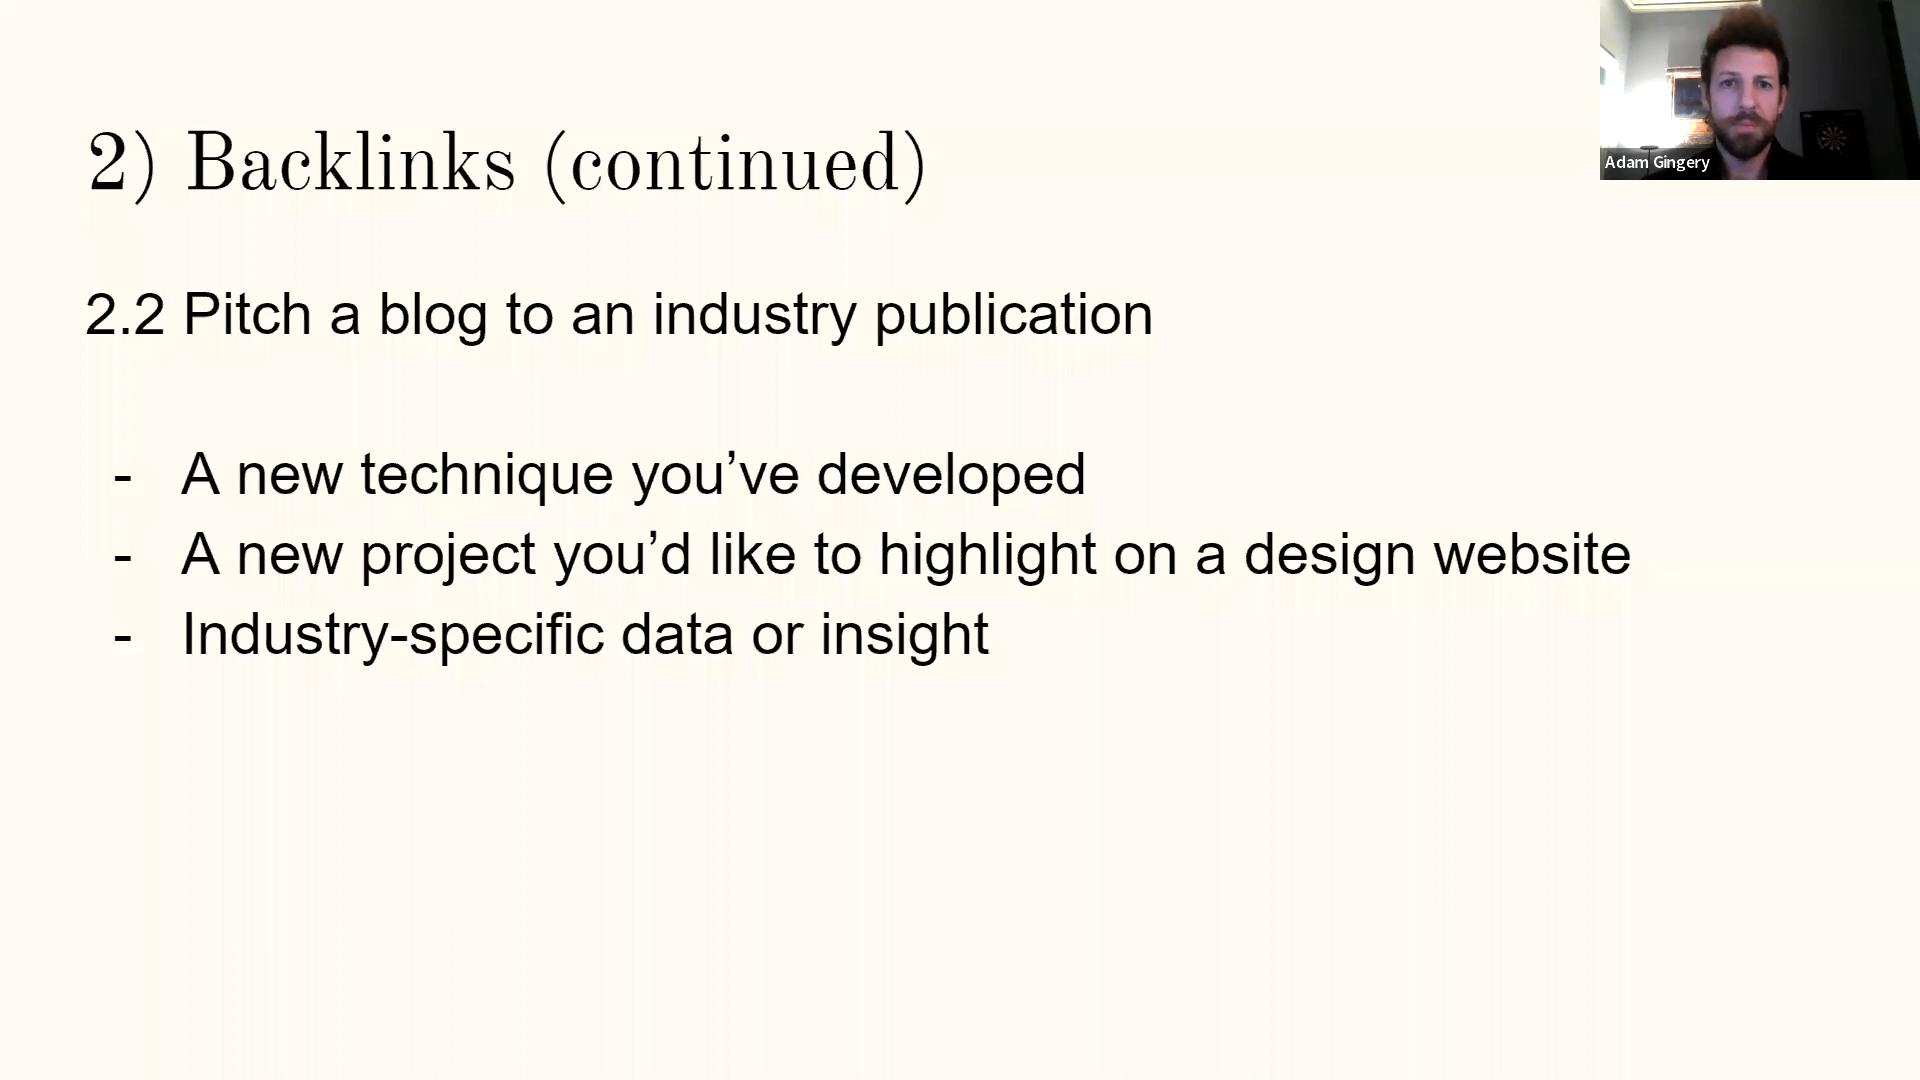 2) Backlinks (continued)
Adam Gingery
2.2 Pitch a blog to an industry publication
- A new technique you’ve developed
- A new project you’d like to highlight on a design website
- Industry-specific data or insight